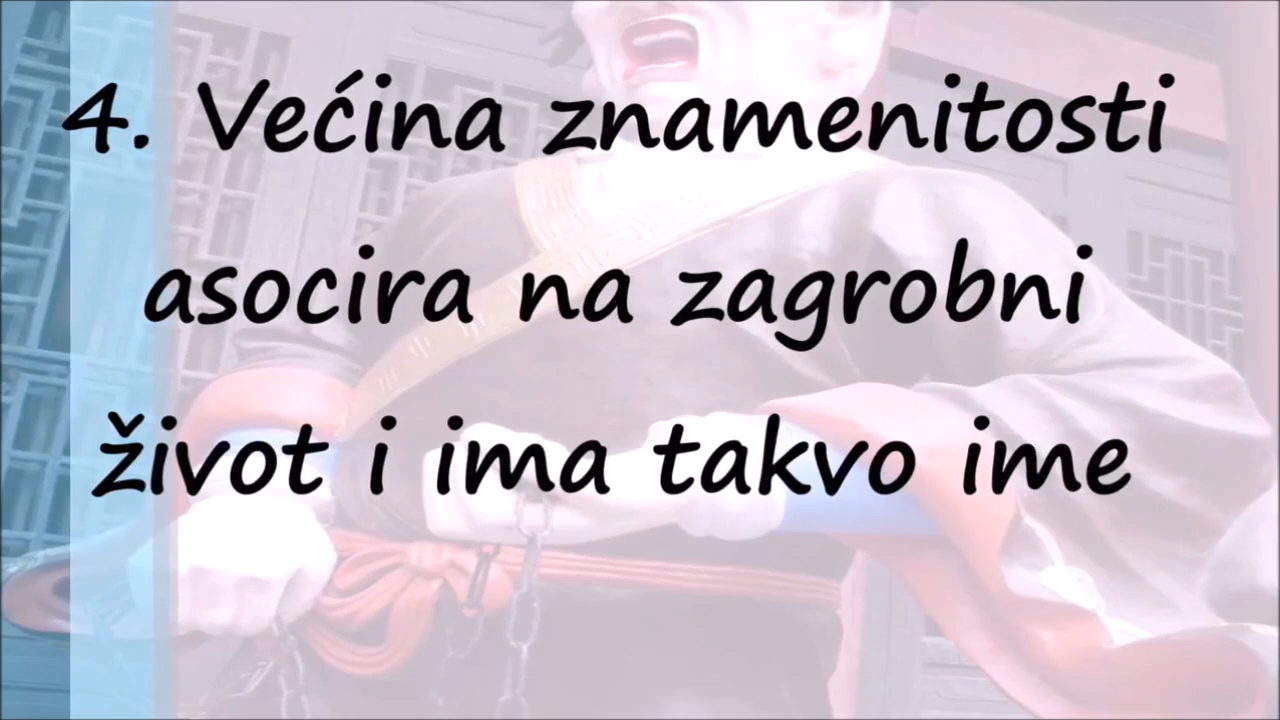 4. Većina znamenitosti
asocira na zagrobni
život i ima takvo ime